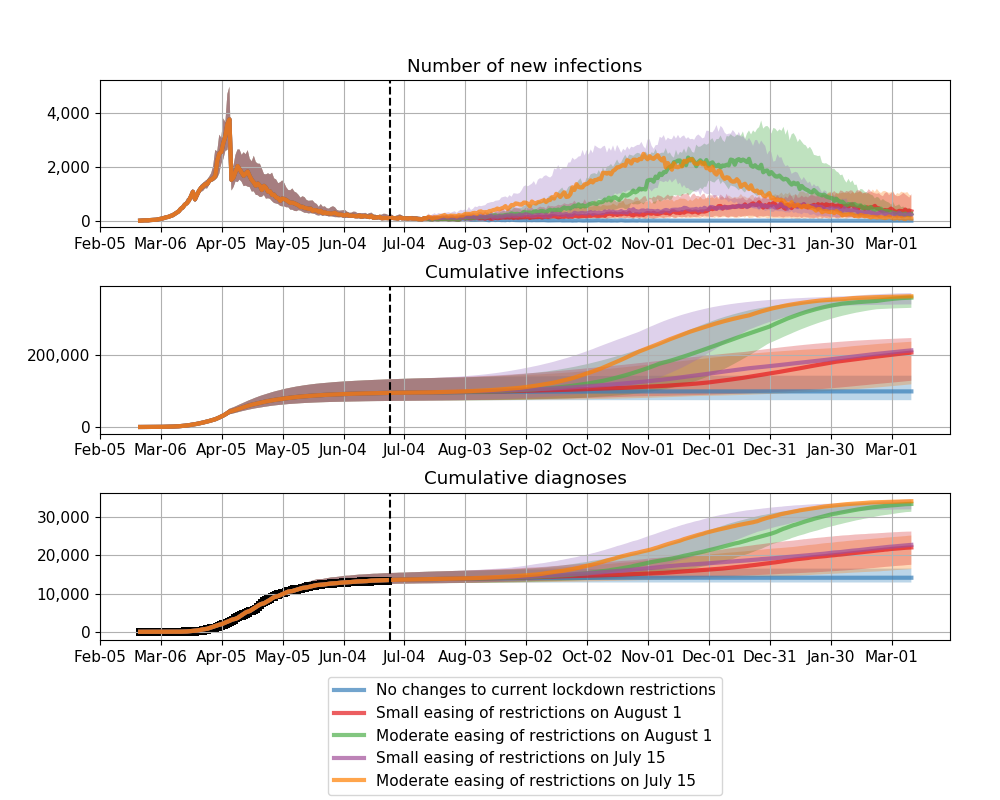 Number of new infections
4,000
2,000
0
Feb-05 Mar-06 Apr-05 May-05 Jun-04 Jul-04 Aug-03 Sep-02 Oct-02 Nov-01 Dec-01 Dec-31 Jan-30 Mar-01
Cumulative infections
200,000
0
Feb-05 Mar-06 Apr-05 May-05 Jun-04 Jul-04 Aug-03 Sep-02 Oct-02 Nov-01 Dec-01 Dec-31 Jan-30 Mar-01
Cumulative diagnoses
30,000
20,000
10,000
0
Feb-05 Mar-06 Apr-05 May-05 Jun-04 Jul-04 Aug-03 Sep-02 Oct-02 Nov-01 Dec-01 Dec-31 Jan-30 Mar-01
No changes to current lockdown restrictions
Small easing of restrictions on August 1
Moderate easing of restrictions on August 1
Small easing of restrictions on July 15
Moderate easing of restrictions on July 15